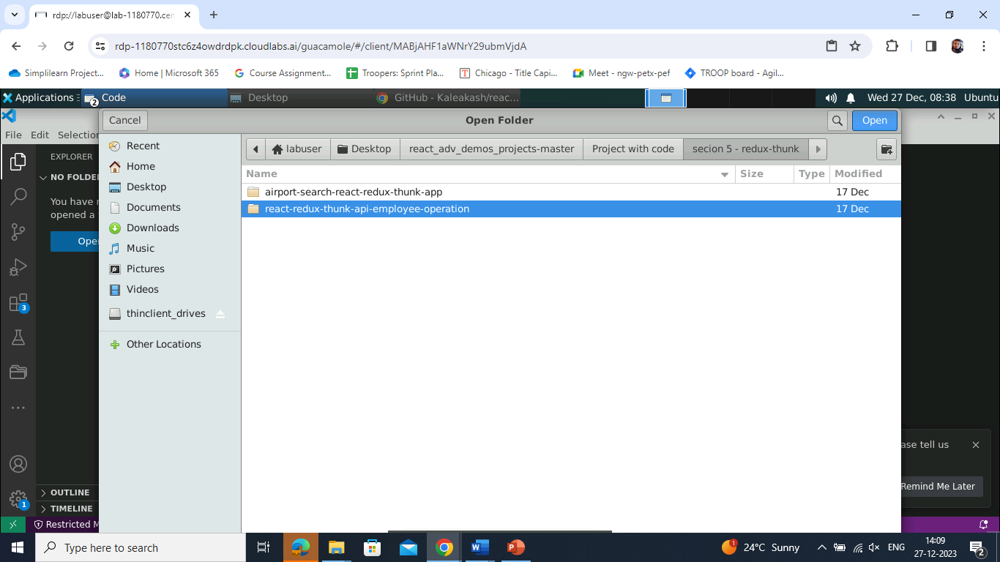 rdp://labuser@lab-1180770.cen
rdp-1180770stc6z4owdrdpk.cloudlabs.ai/guacamole/#/client/MABjAHF1aWNrY29ubmVjdA
Simplilearn Project...
Home | Microsoft 365
Course Assignment...
Troopers: Sprint Pla...
Chicago - Title Capi...
Meet - ngw-petx-pef
TROOP board - Agil...
Applications
2
Code
Desktop
GitHub - Kaleakash/reac...
Wed 27 Dec, 08:38
Ubuntu
Cancel
Open Folder
Open
File Edit Selectio
EXPLORER
NO FOLDE
You have n
opened a
Ope
3
OUTLINE
TIMELINE
1
Restricted M
Recent
Home
Desktop
Documents
Downloads
Music
Pictures
Videos
thinclient_drives
Other Locations
labuser
Desktop
react_adv_demos_projects-master
Project with code
secion 5 - redux-thunk
Name Size Type Modified
airport-search-react-redux-thunk-app 17 Dec
react-redux-thunk-api-employee-operation 17 Dec
ase tell us
Remind Me Later
Type here to search
1
24°C Sunny
ENG
14:09
27-12-2023
2